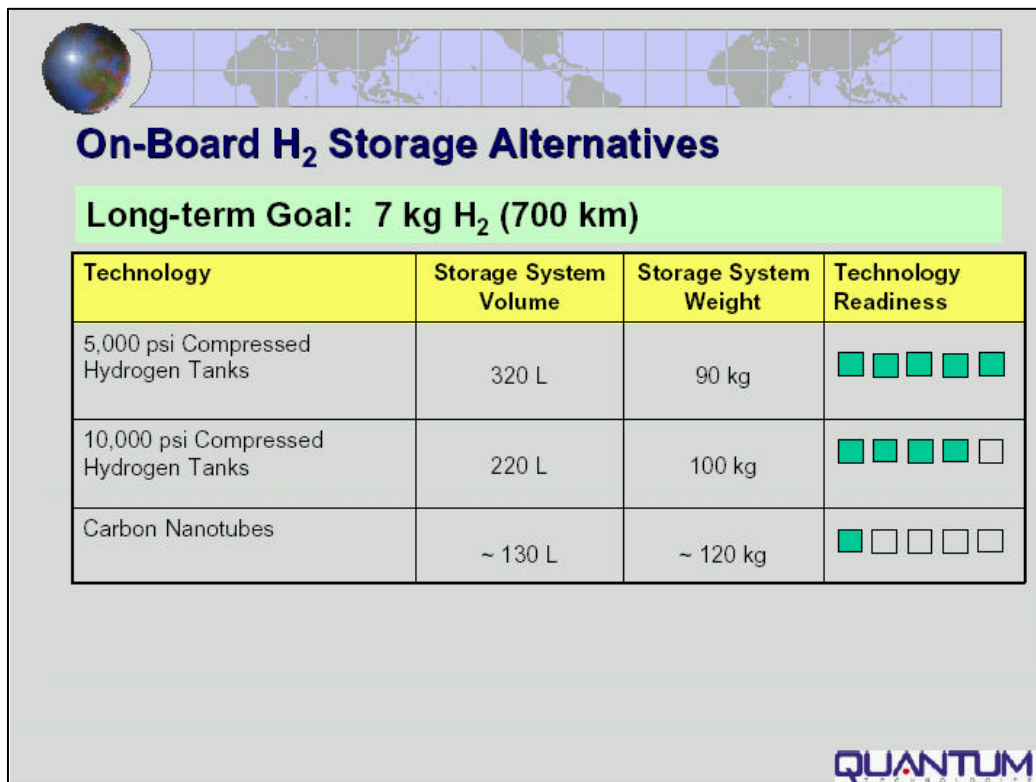 On-Board H₂ Storage Alternatives
Long-term Goal: 7 kg H₂ (700 km)
Technology
Storage System
Volume
Storage System
Weight
Technology
Readiness
5,000 psi Compressed
Hydrogen Tanks
320 L
90 kg
10,000 psi Compressed
Hydrogen Tanks
220 L
100 kg
Carbon Nanotubes
~ 130 L
~ 120 kg
QUANTUM